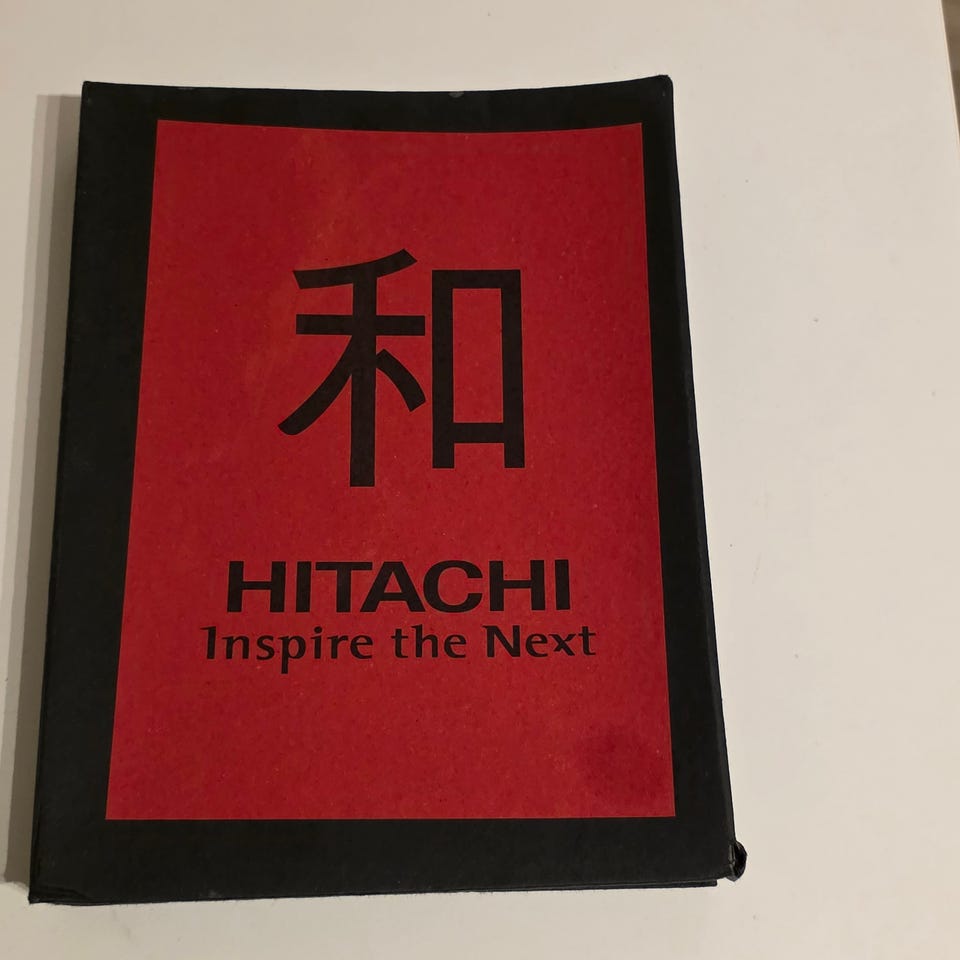 和
HITACHI
Inspire the Next